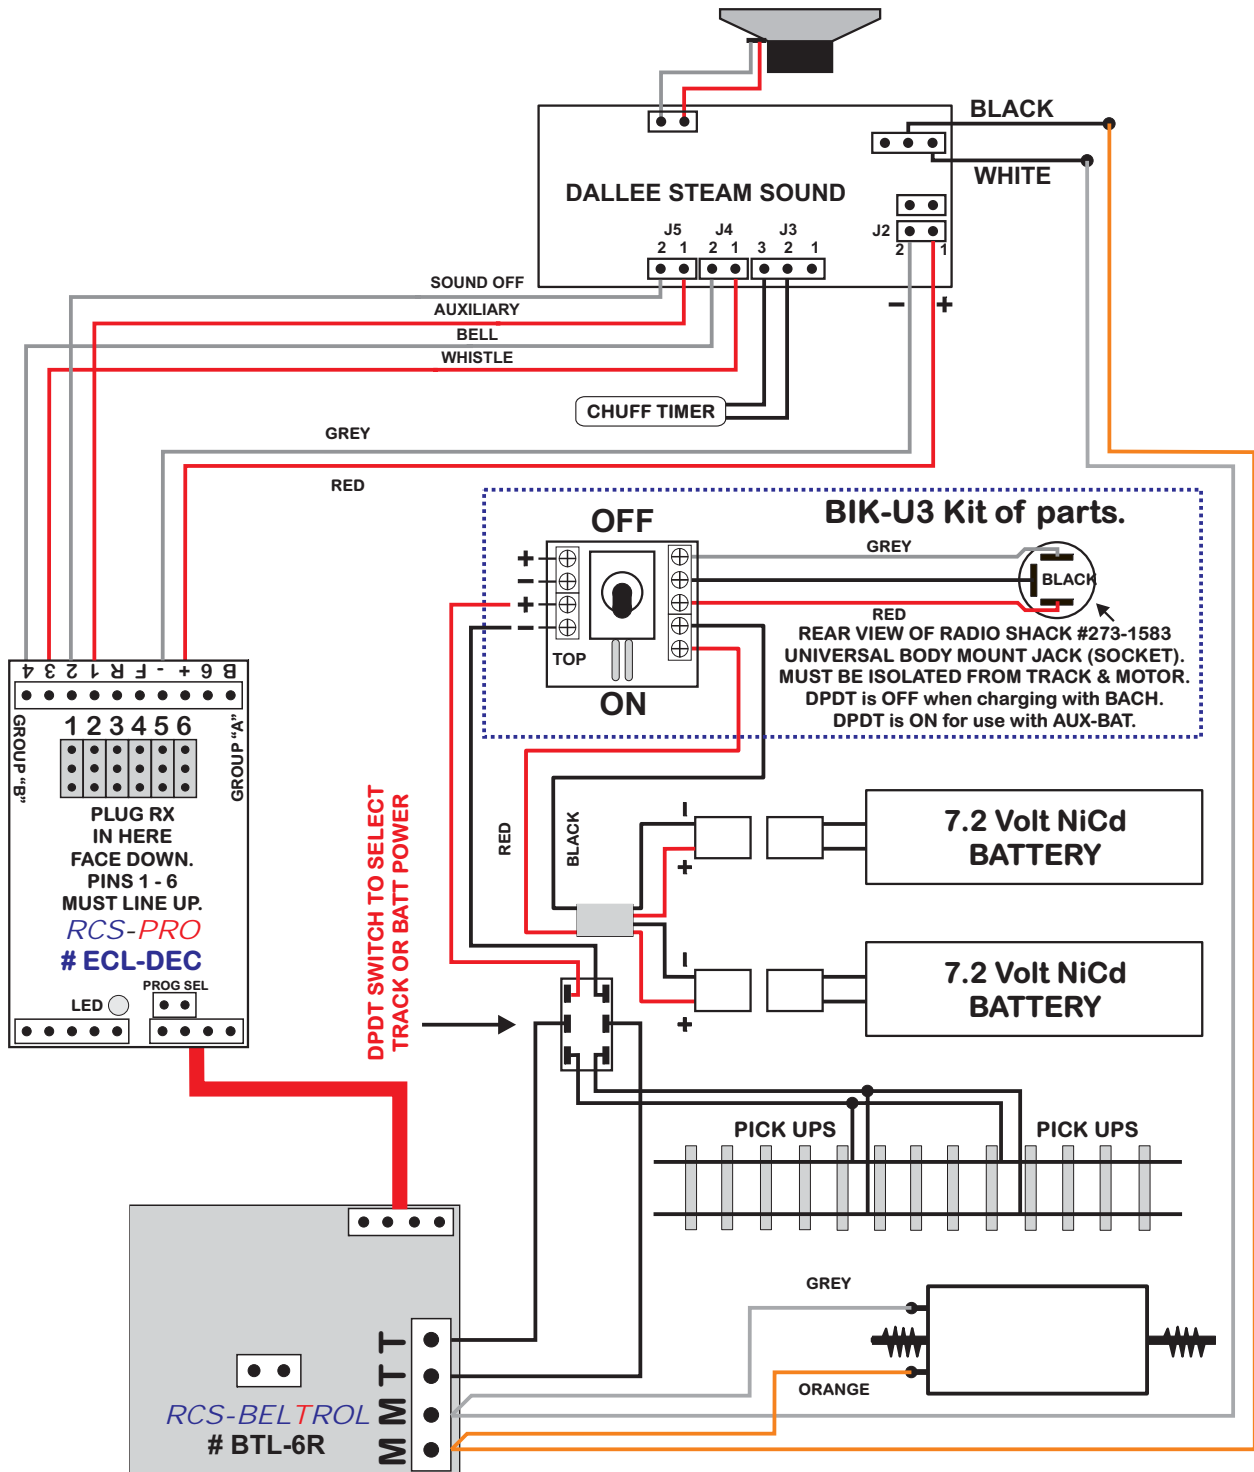 BLACK
WHITE
DALLEE STEAM SOUND
J5
J4
J3
J2
2 1
2 1
3 2 1
2
1
− +
SOUND OFF
AUXILIARY
BELL
WHISTLE
CHUFF TIMER
GREY
RED
BIK-U3 Kit of parts.
OFF
+
−
+
−
TOP
ON
GREY
BLACK
RED
REAR VIEW OF RADIO SHACK #273-1583
UNIVERSAL BODY MOUNT JACK (SOCKET).
MUST BE ISOLATED FROM TRACK & MOTOR.
DPDT is OFF when charging with BACH.
DPDT is ON for use with AUX-BAT.
4 3 2 1 R F - + 6 B
GROUP "B"
GROUP "A"
1 2 3 4 5 6
PLUG RX
IN HERE
FACE DOWN.
PINS 1 - 6
MUST LINE UP.
RCS-PRO
# ECL-DEC
PROG SEL
LED
DPDT SWITCH TO SELECT
TRACK OR BATT POWER
RED
BLACK
−
+
7.2 Volt NiCd
BATTERY
−
+
7.2 Volt NiCd
BATTERY
PICK UPS
PICK UPS
GREY
ORANGE
T
T
M
M
RCS-BELTROL
# BTL-6R